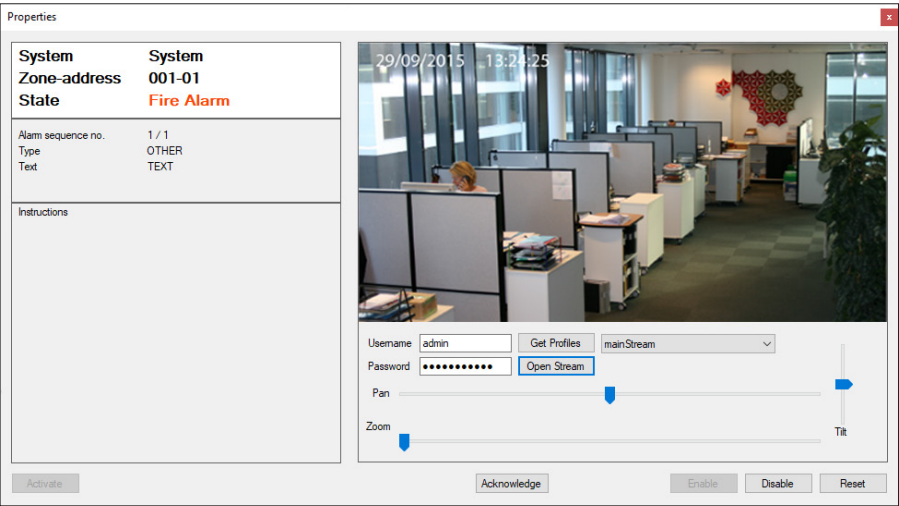 Properties
x
System System
Zone-address 001-01
State Fire Alarm
Alarm sequence no. 1 / 1
Type OTHER
Text TEXT
Instructions
29/09/2015 13:24:25
Username admin Get Profiles mainStream
Password ●●●●●●●●●●● Open Stream
Pan
Zoom
Tilt
Activate Acknowledge Enable Disable Reset